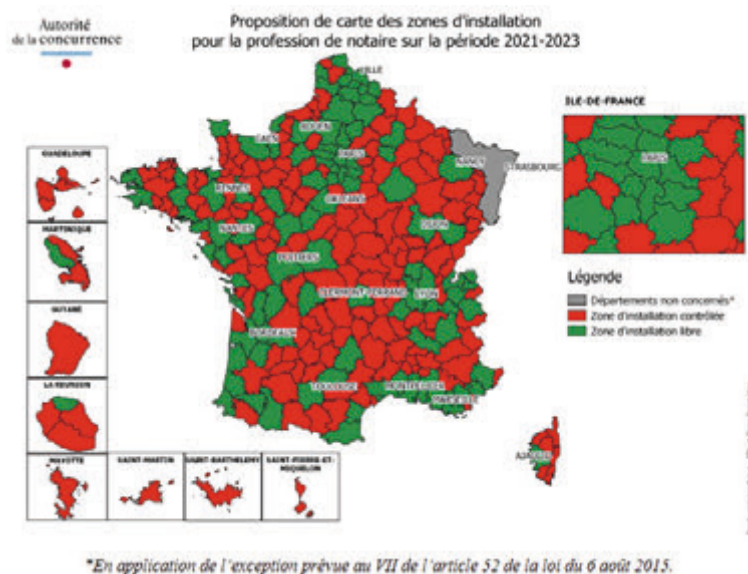 Autorité
de la concurrence
Proposition de carte des zones d'installation
pour la profession de notaire sur la période 2021-2023
LILLE
ILE-DE-FRANCE
ROUEN
CAEN
PARIS
NANCY
STRASBOURG
PARIS
GUADELOUPE
RENNES
ORLEANS
MARTINIQUE
NANTES
DIJON
POITIERS
Légende
CLERMONT-FERRAND
LYON
Départements non concernés*
GUYANE
Zone d'installation contrôlée
BORDEAUX
Zone d'installation libre
LA REUNION
TOULOUSE
MONTPELLIER
MARSEILLE
MAYOTTE
SAINT-MARTIN
SAINT-BARTHELEMY
SAINT-PIERRE-ET-
MIQUELON
AJACCIO
*En application de l'exception prévue au VII de l'article 52 de la loi du 6 août 2015.